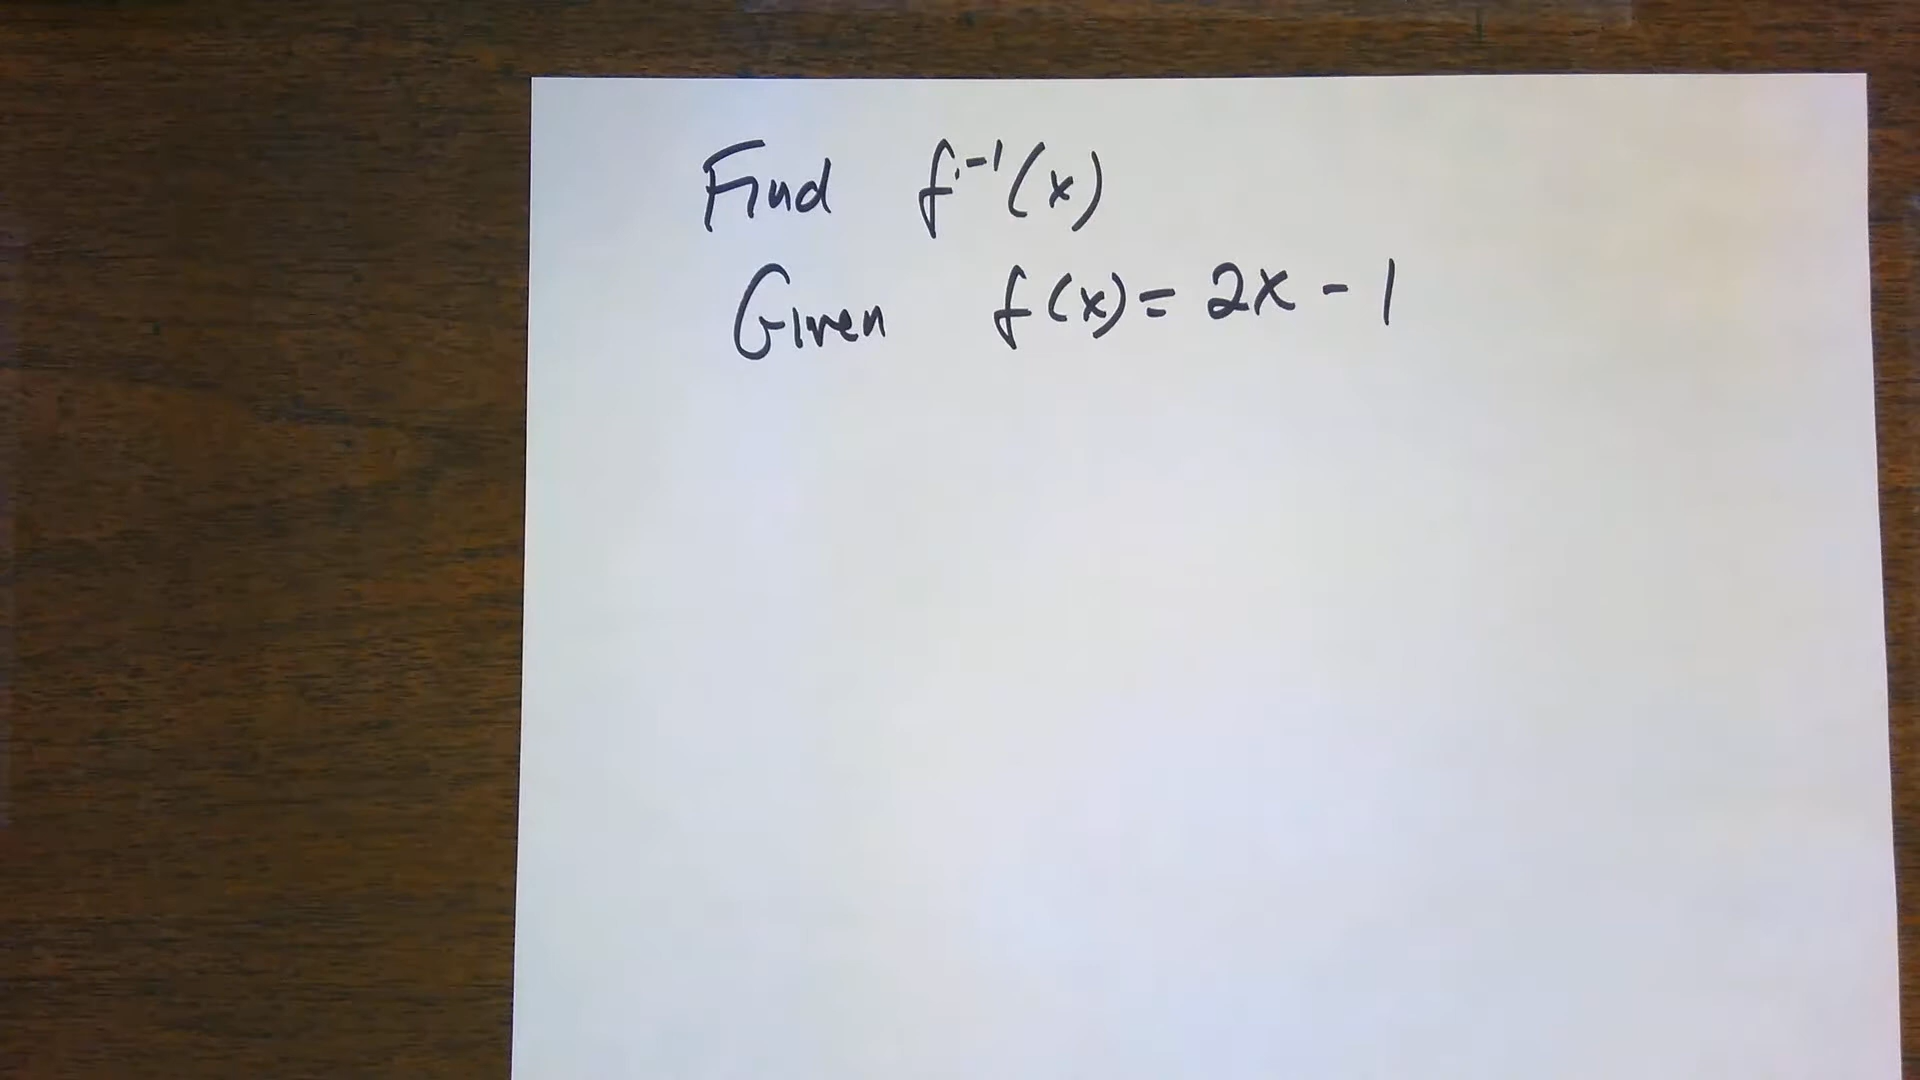 Find f⁻¹(x)
Given f(x) = 2x - 1